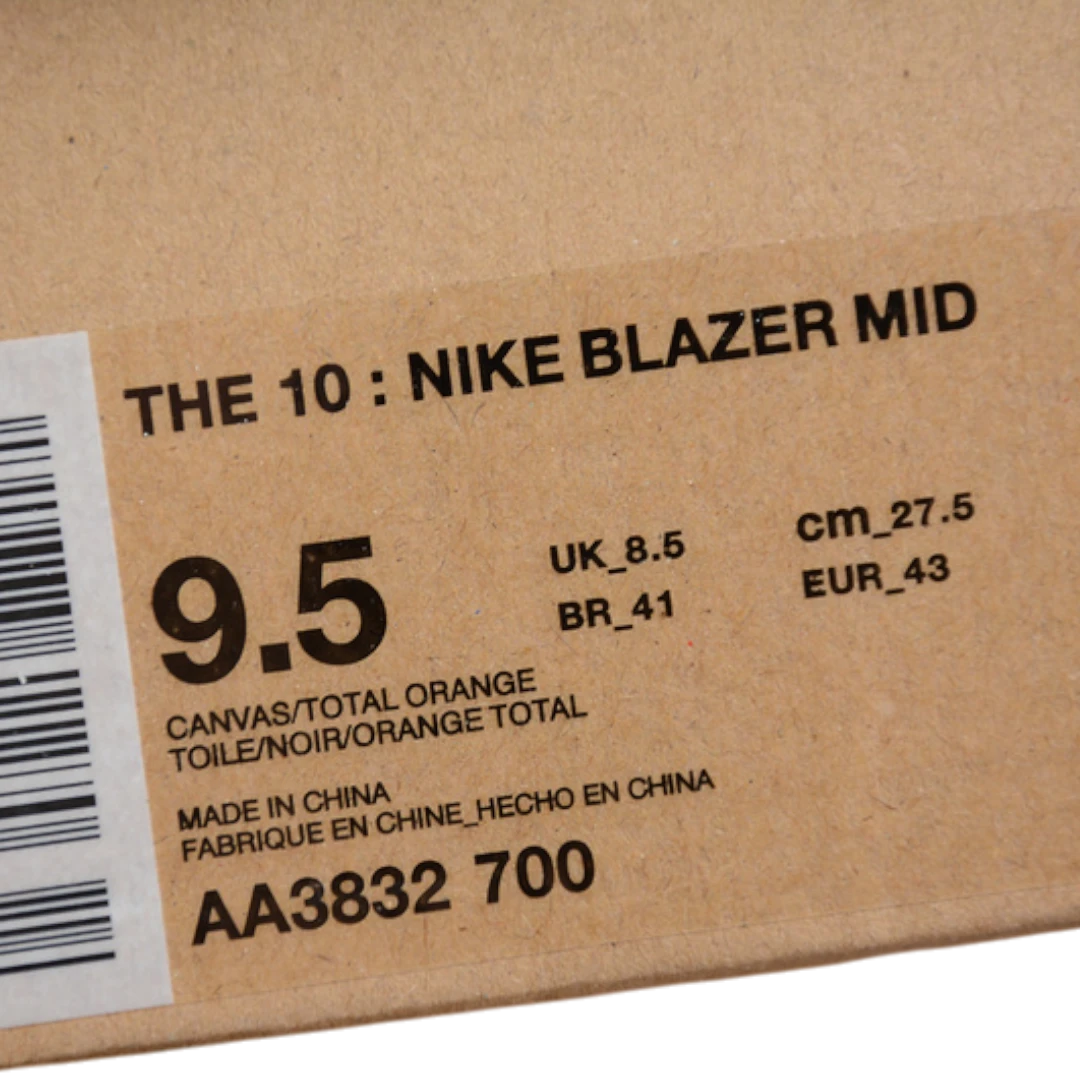 THE 10 : NIKE BLAZER MID
9.5
UK_8.5 cm_27.5
BR_41 EUR_43
CANVAS/TOTAL ORANGE
TOILE/NOIR/ORANGE TOTAL
MADE IN CHINA
FABRIQUE EN CHINE_HECHO EN CHINA
AA3832 700